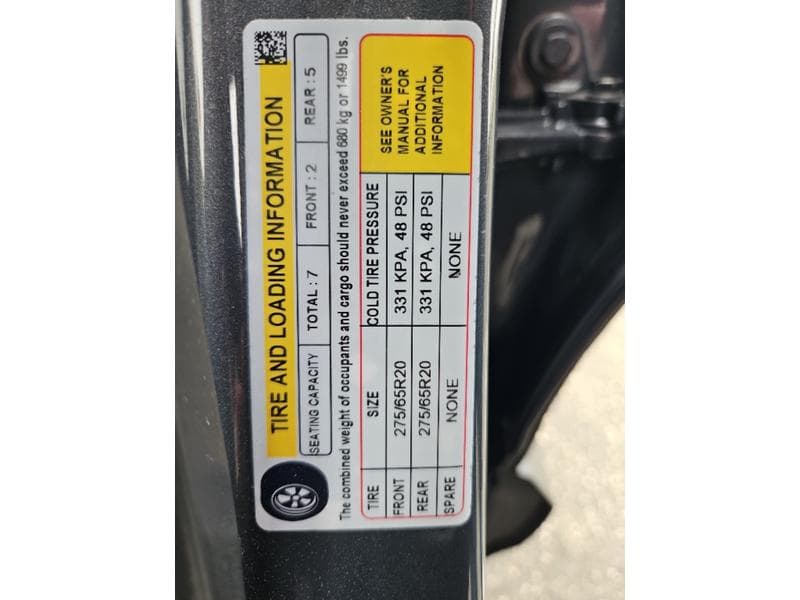 TIRE AND LOADING INFORMATION
SEATING CAPACITY TOTAL : 7 FRONT : 2 REAR : 5
The combined weight of occupants and cargo should never exceed 680 kg or 1499 lbs.
TIRE SIZE COLD TIRE PRESSURE
FRONT 275/65R20 331 KPA, 48 PSI
REAR 275/65R20 331 KPA, 48 PSI
SPARE NONE NONE
SEE OWNER'S
MANUAL FOR
ADDITIONAL
INFORMATION